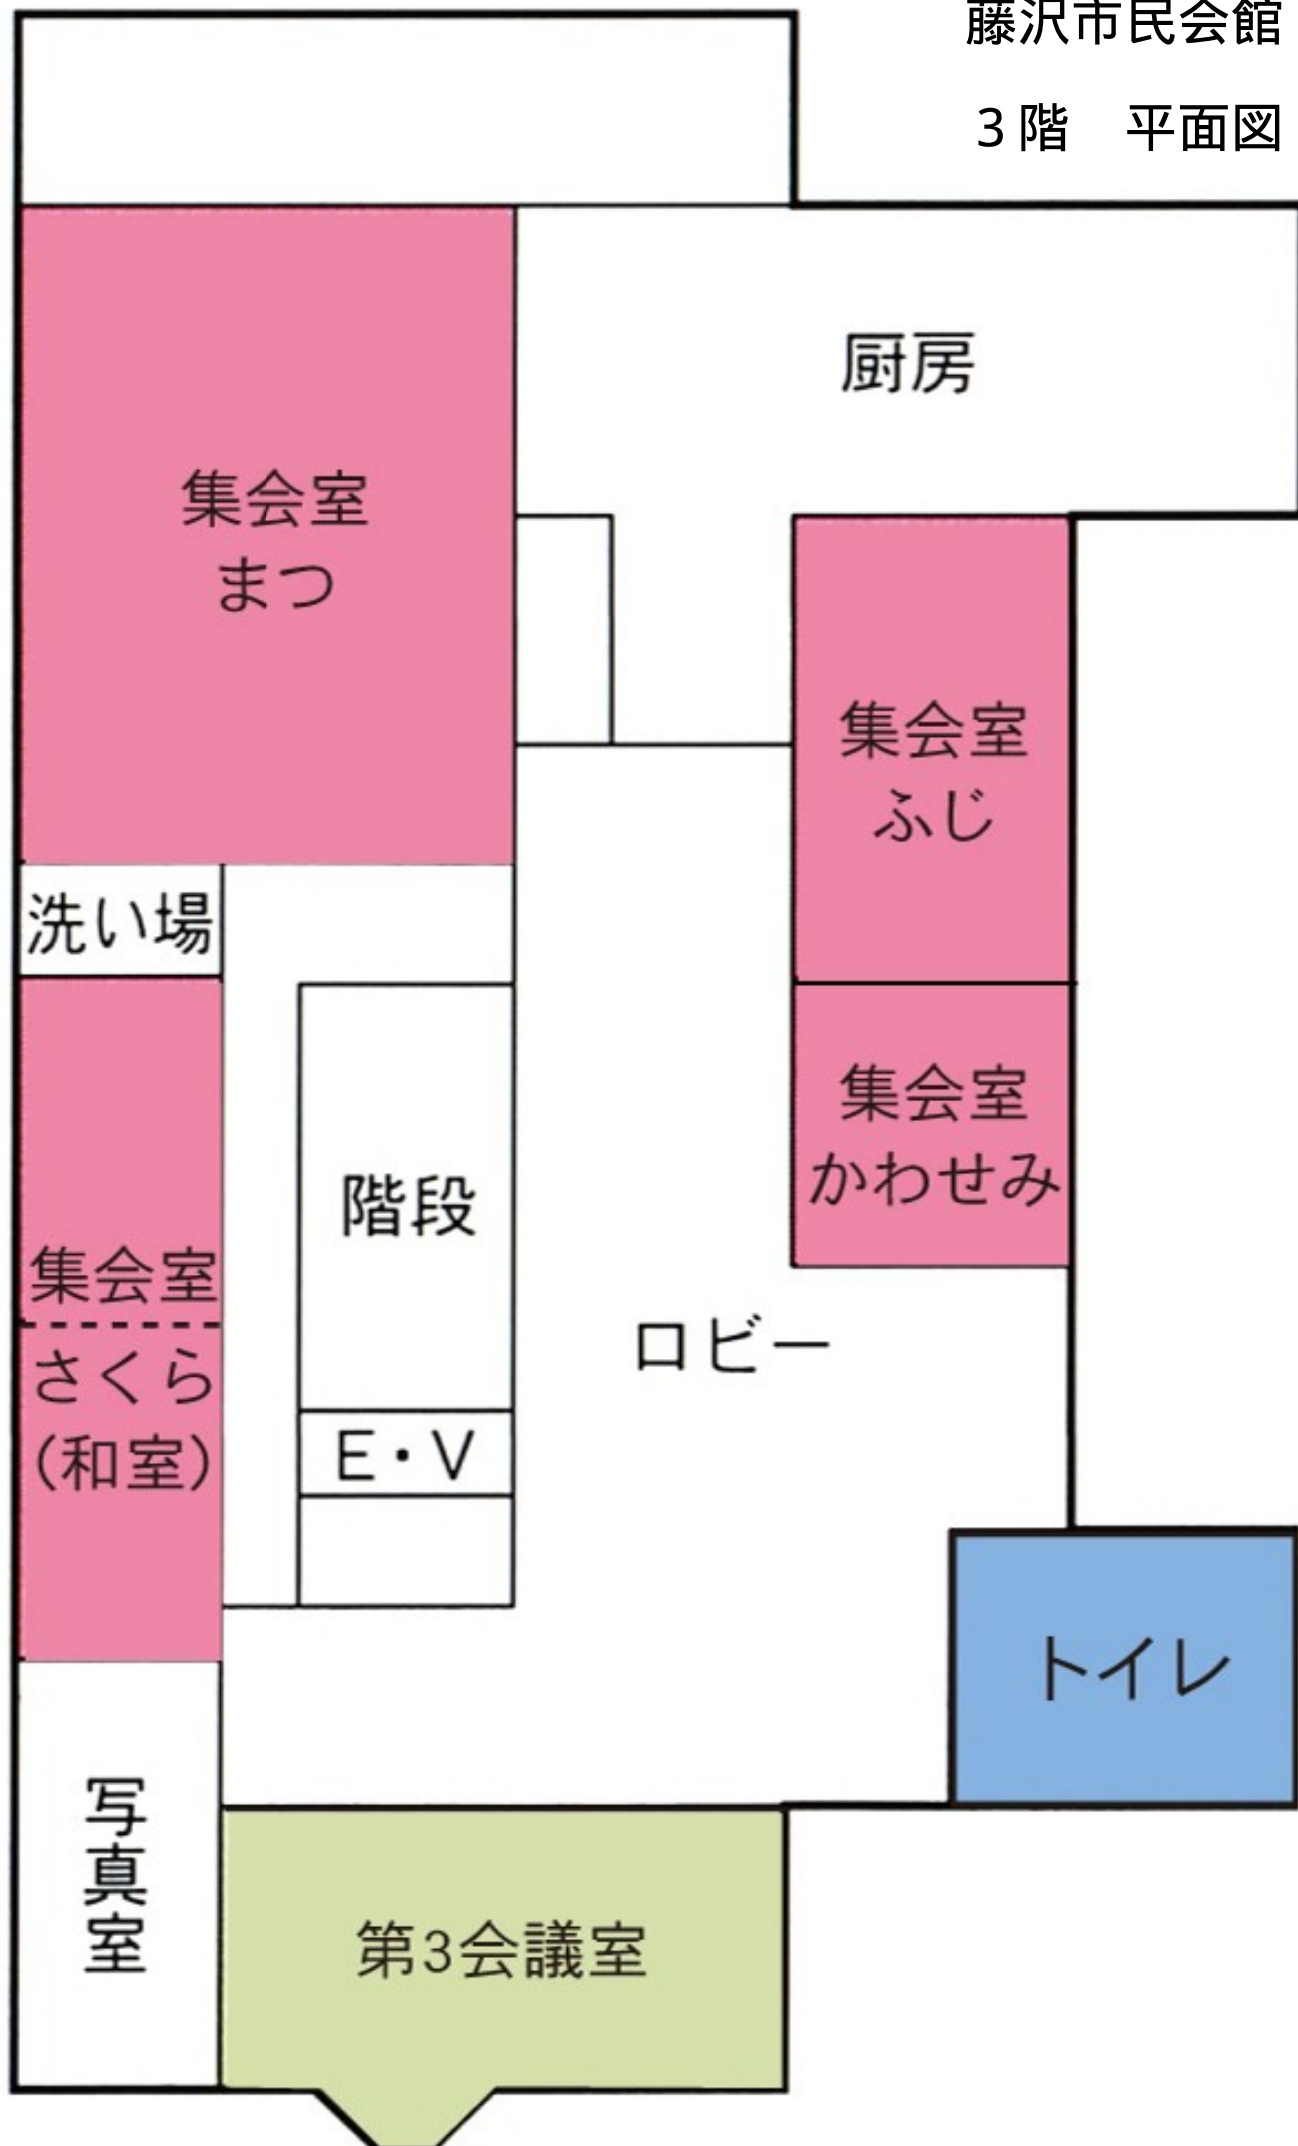 藤沢市民会館
３階　平面図
厨房
集会室
まつ
集会室
ふじ
洗い場
集会室
かわせみ
階段
集会室
さくら
（和室）
ロビー
E・V
トイレ
写真室
第3会議室